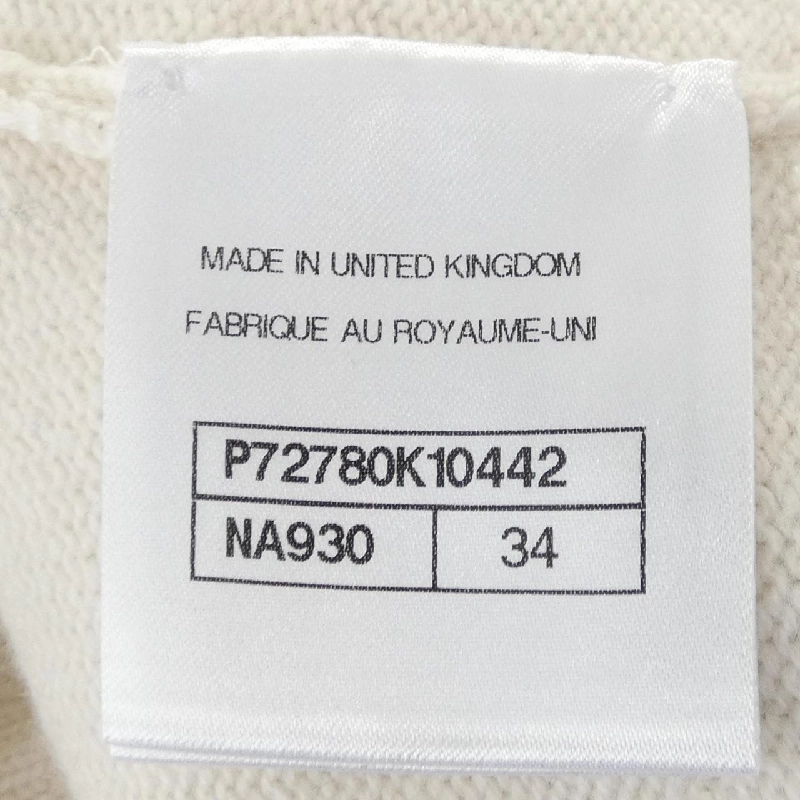 MADE IN UNITED KINGDOM
FABRIQUE AU ROYAUME-UNI
P72780K10442
NA930 34